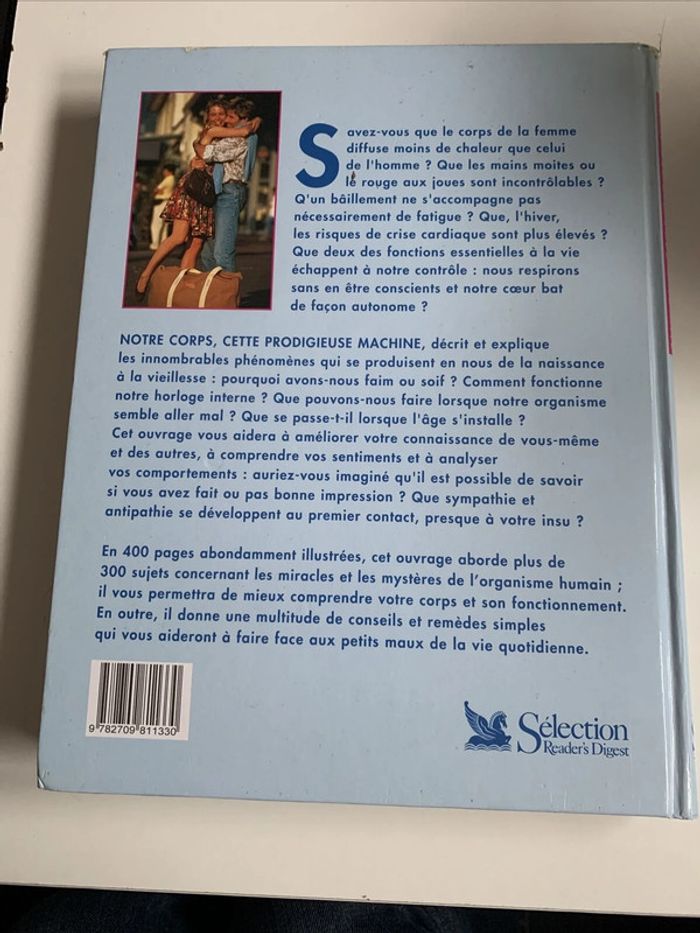 Savez-vous que le corps de la femme
diffuse moins de chaleur que celui
de l'homme ? Que les mains moites ou
le rouge aux joues sont incontrôlables ?
Q'un bâillement ne s'accompagne pas
nécessairement de fatigue ? Que, l'hiver,
les risques de crise cardiaque sont plus élevés ?
Que deux des fonctions essentielles à la vie
échappent à notre contrôle : nous respirons
sans en être conscients et notre cœur bat
de façon autonome ?
NOTRE CORPS, CETTE PRODIGIEUSE MACHINE, décrit et explique
les innombrables phénomènes qui se produisent en nous de la naissance
à la vieillesse : pourquoi avons-nous faim ou soif ? Comment fonctionne
notre horloge interne ? Que pouvons-nous faire lorsque notre organisme
semble aller mal ? Que se passe-t-il lorsque l'âge s'installe ?
Cet ouvrage vous aidera à améliorer votre connaissance de vous-même
et des autres, à comprendre vos sentiments et à analyser
vos comportements : auriez-vous imaginé qu'il est possible de savoir
si vous avez fait ou pas bonne impression ? Que sympathie et
antipathie se développent au premier contact, presque à votre insu ?
En 400 pages abondamment illustrées, cet ouvrage aborde plus de
300 sujets concernant les miracles et les mystères de l'organisme humain ;
il vous permettra de mieux comprendre votre corps et son fonctionnement.
En outre, il donne une multitude de conseils et remèdes simples
qui vous aideront à faire face aux petits maux de la vie quotidienne.
9 782709 811330
Sélection
Reader's Digest